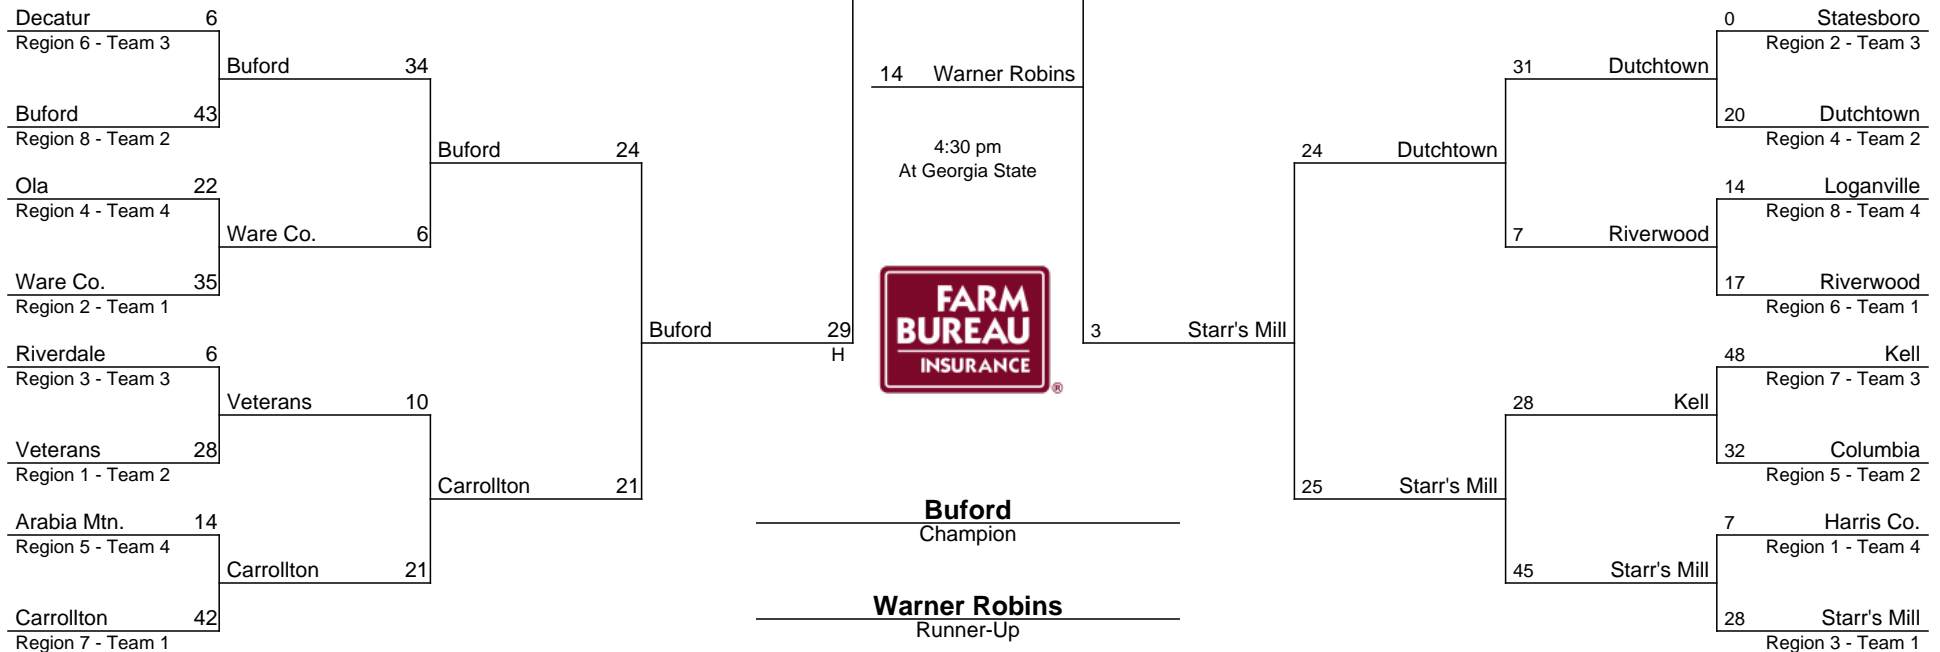 Decatur 6
Region 6 - Team 3
Buford 34
Buford 43
Region 8 - Team 2
Buford 24
Ola 22
Region 4 - Team 4
Ware Co. 6
Ware Co. 35
Region 2 - Team 1
Buford 29
H
Riverdale 6
Region 3 - Team 3
Veterans 10
Veterans 28
Region 1 - Team 2
Carrollton 21
Arabia Mtn. 14
Region 5 - Team 4
Carrollton 21
Carrollton 42
Region 7 - Team 1
14 Warner Robins
4:30 pm
At Georgia State
FARM
BUREAU
INSURANCE
®
Buford
Champion
Warner Robins
Runner-Up
0 Statesboro
Region 2 - Team 3
31 Dutchtown
20 Dutchtown
Region 4 - Team 2
24 Dutchtown
14 Loganville
Region 8 - Team 4
7 Riverwood
17 Riverwood
Region 6 - Team 1
3 Starr's Mill
48 Kell
Region 7 - Team 3
28 Kell
32 Columbia
Region 5 - Team 2
25 Starr's Mill
7 Harris Co.
Region 1 - Team 4
45 Starr's Mill
28 Starr's Mill
Region 3 - Team 1